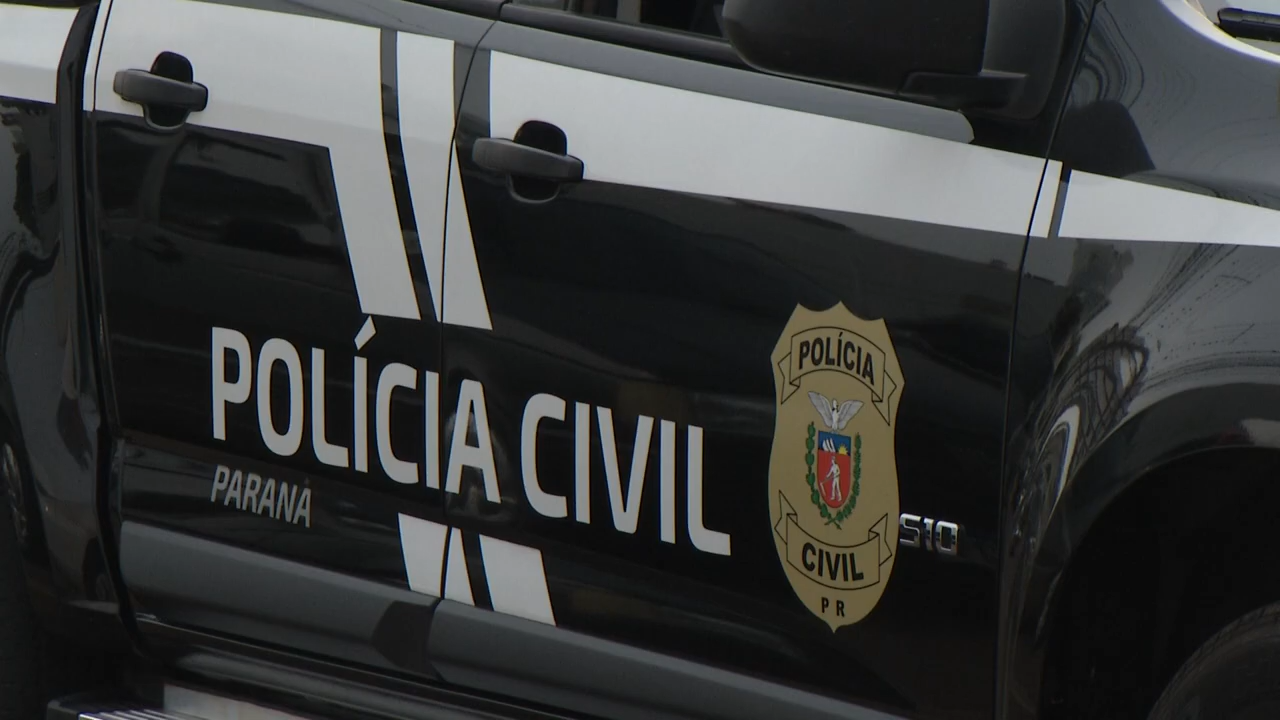 POLÍCIA CIVIL
PARANÁ
POLÍCIA
CIVIL
PR
S10